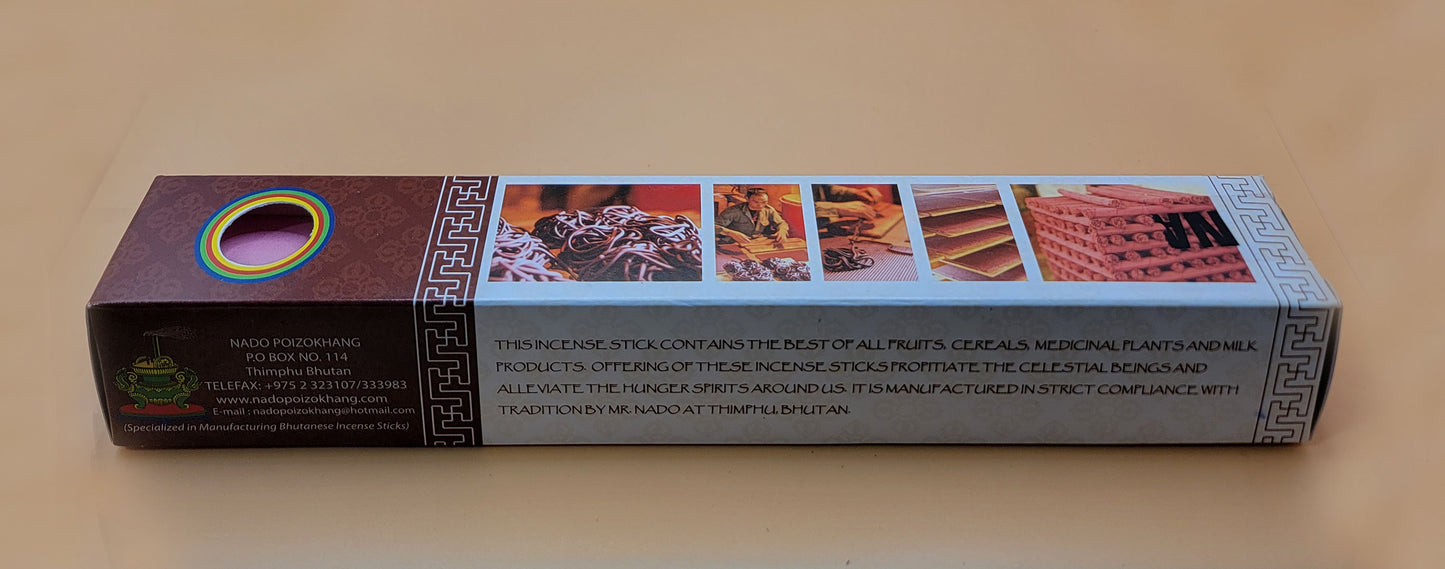 NA
NADO POIZOKHANG
P.O BOX NO. 114
Thimphu Bhutan
TELEFAX: +975 2 323107/333983
www.nadopoizokhang.com
E-mail : nadopoizokhang@hotmail.com
(Specialized in Manufacturing Bhutanese Incense Sticks)
THIS INCENSE STICK CONTAINS THE BEST OF ALL FRUITS, CEREALS, MEDICINAL PLANTS AND MILK
PRODUCTS. OFFERING OF THESE INCENSE STICKS PROFITIATE THE CELESTIAL BEINGS AND
ALLEVIATE THE HUNGER SPIRITS AROUND US. IT IS MANUFACTURED IN STRICT COMPLIANCE WITH
TRADITION BY MR. NADO AT THIMPHU, BHUTAN.